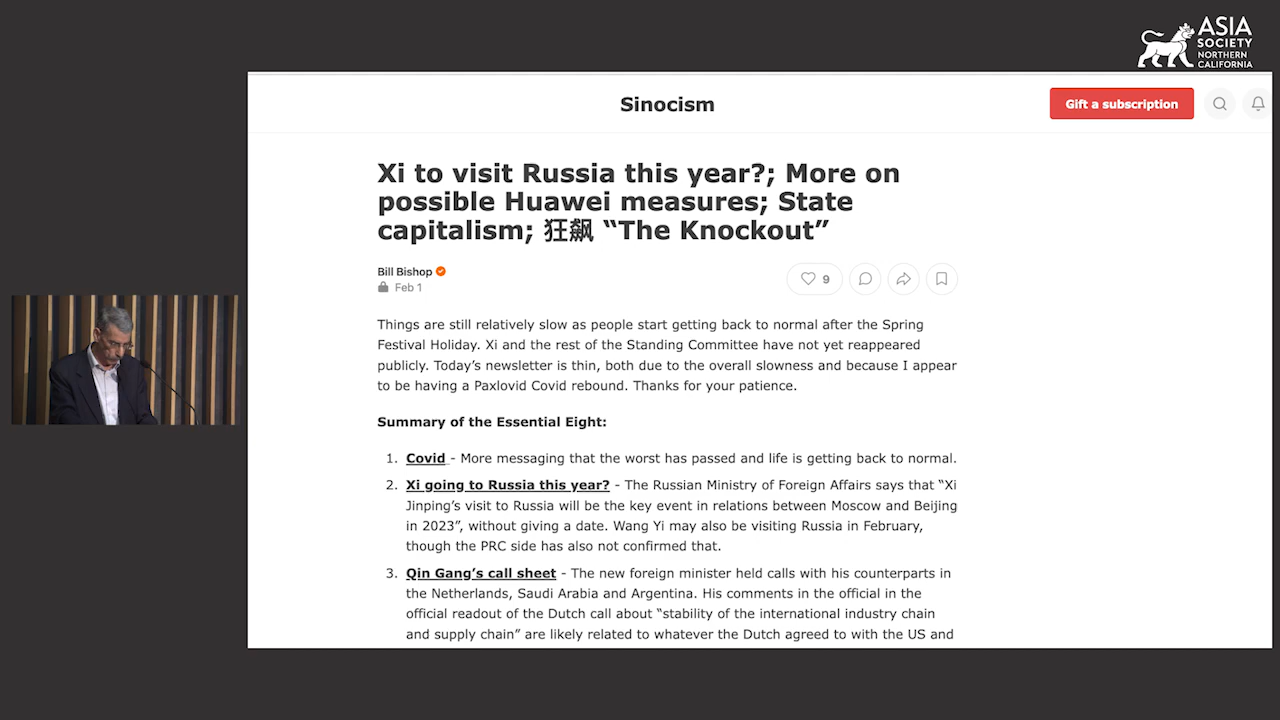 ASIA
SOCIETY
NORTHERN
CALIFORNIA
Sinocism
Gift a subscription
Xi to visit Russia this year?; More on
possible Huawei measures; State
capitalism; 狂飙 “The Knockout”
Bill Bishop
9
Feb 1
Things are still relatively slow as people start getting back to normal after the Spring
Festival Holiday. Xi and the rest of the Standing Committee have not yet reappeared
publicly. Today’s newsletter is thin, both due to the overall slowness and because I appear
to be having a Paxlovid Covid rebound. Thanks for your patience.
Summary of the Essential Eight:
1. Covid - More messaging that the worst has passed and life is getting back to normal.
2. Xi going to Russia this year? - The Russian Ministry of Foreign Affairs says that “Xi
Jinping’s visit to Russia will be the key event in relations between Moscow and Beijing
in 2023”, without giving a date. Wang Yi may also be visiting Russia in February,
though the PRC side has also not confirmed that.
3. Qin Gang’s call sheet - The new foreign minister held calls with his counterparts in
the Netherlands, Saudi Arabia and Argentina. His comments in the official in the
official readout of the Dutch call about “stability of the international industry chain
and supply chain” are likely related to whatever the Dutch agreed to with the US and